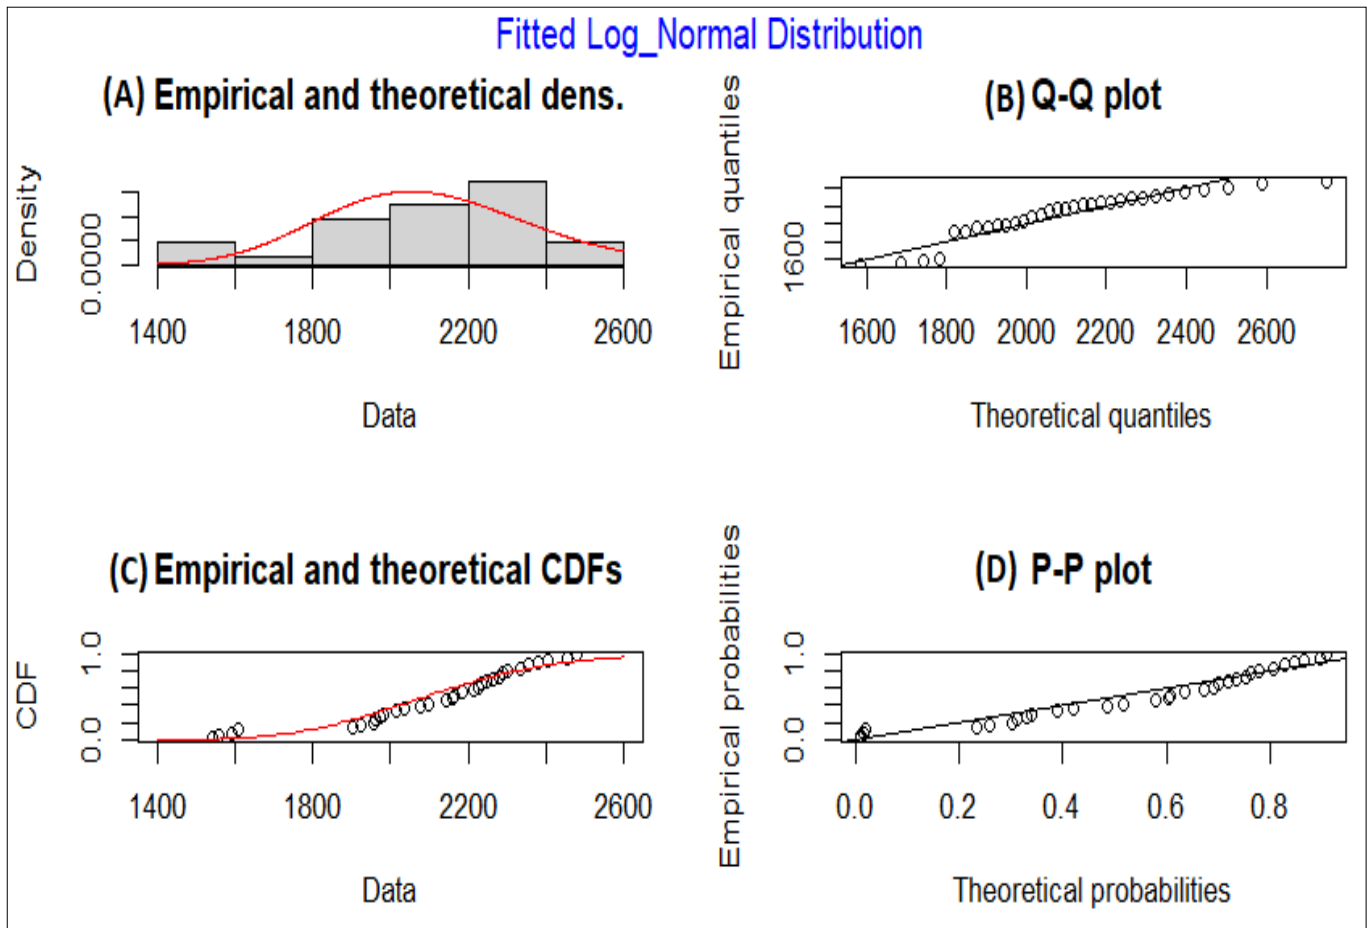 Fitted Log_Normal Distribution
(A) Empirical and theoretical dens.
Density
0.0000
1400 1800 2200 2600
Data
(B) Q-Q plot
Empirical quantiles
1600
1600 1800 2000 2200 2400 2600
Theoretical quantiles
(C) Empirical and theoretical CDFs
CDF
0.0 1.0
1400 1800 2200 2600
Data
(D) P-P plot
Empirical probabilities
0.0 1.0
0.0 0.2 0.4 0.6 0.8
Theoretical probabilities